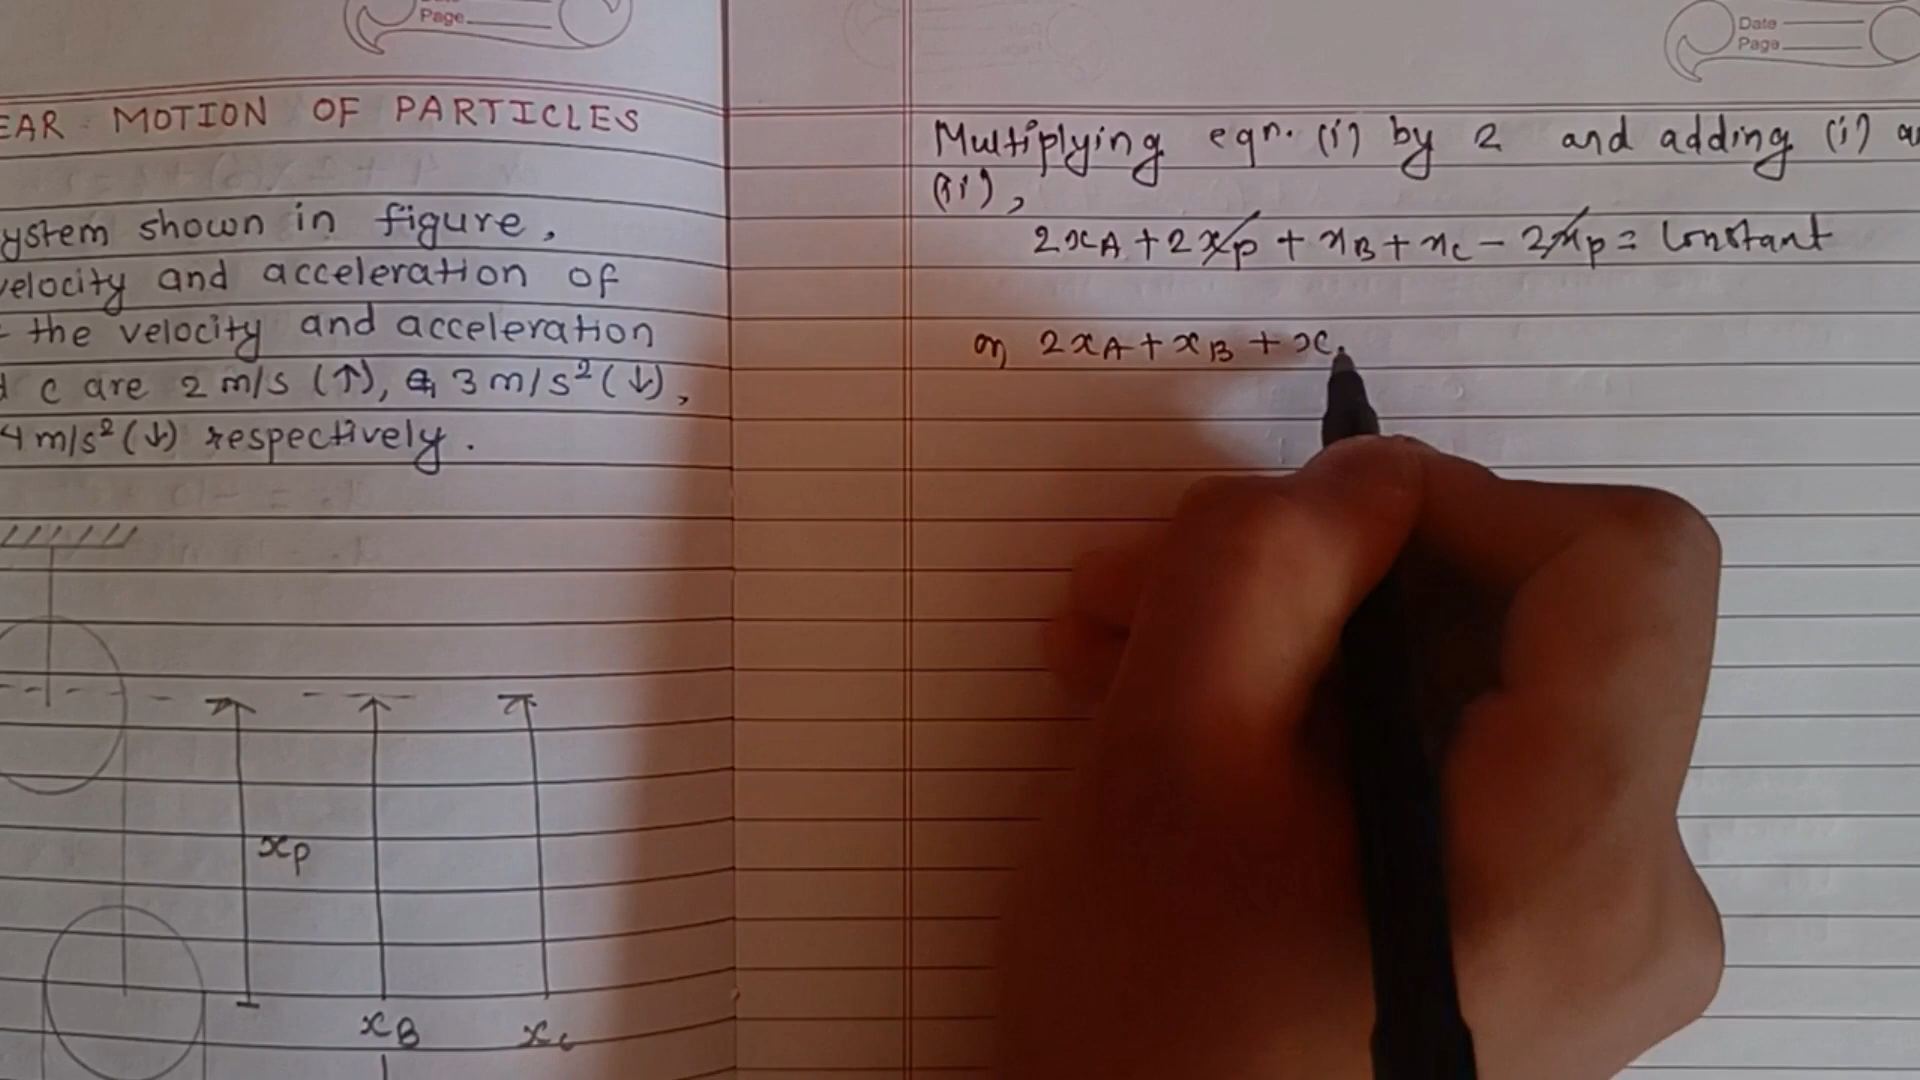 Page
EAR MOTION OF PARTICLES
ystem shown in figure,
velocity and acceleration of
the velocity and acceleration
c are 2 m/s (↑), 3 m/s² (↓),
4 m/s² (↓) respectively.
xP
xB
xC
Date
Page
Multiplying eqn. (i) by 2 and adding (i)
(ii),
2xA + 2xP + xB + xC - 2xP = Constant
or 2xA + xB + xC